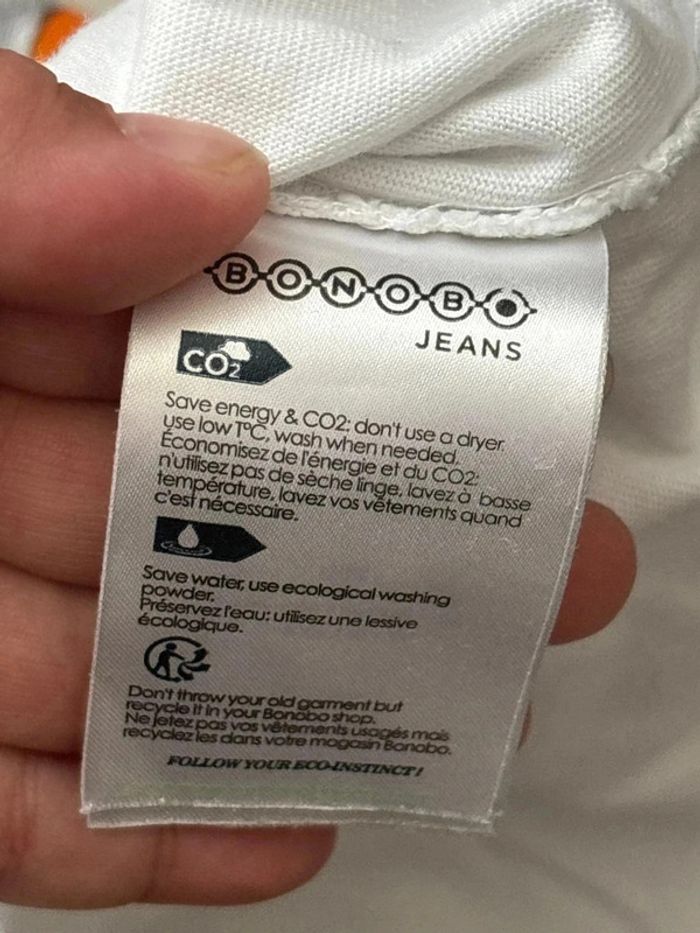 BONOBO
JEANS
CO2
Save energy & CO2: don't use a dryer.
use low T°C, wash when needed.
Économisez de l'énergie et du CO2:
n'utilisez pas de sèche linge, lavez à basse
température, lavez vos vêtements quand
c'est nécessaire.
Save water, use ecological washing
powder.
Préservez l'eau: utilisez une lessive
écologique.
Don't throw your old garment but
recycle it in your Bonobo shop.
Ne jetez pas vos vêtements usagés mais
recyclez les dans votre magasin Bonobo.
FOLLOW YOUR ECO-INSTINCT!